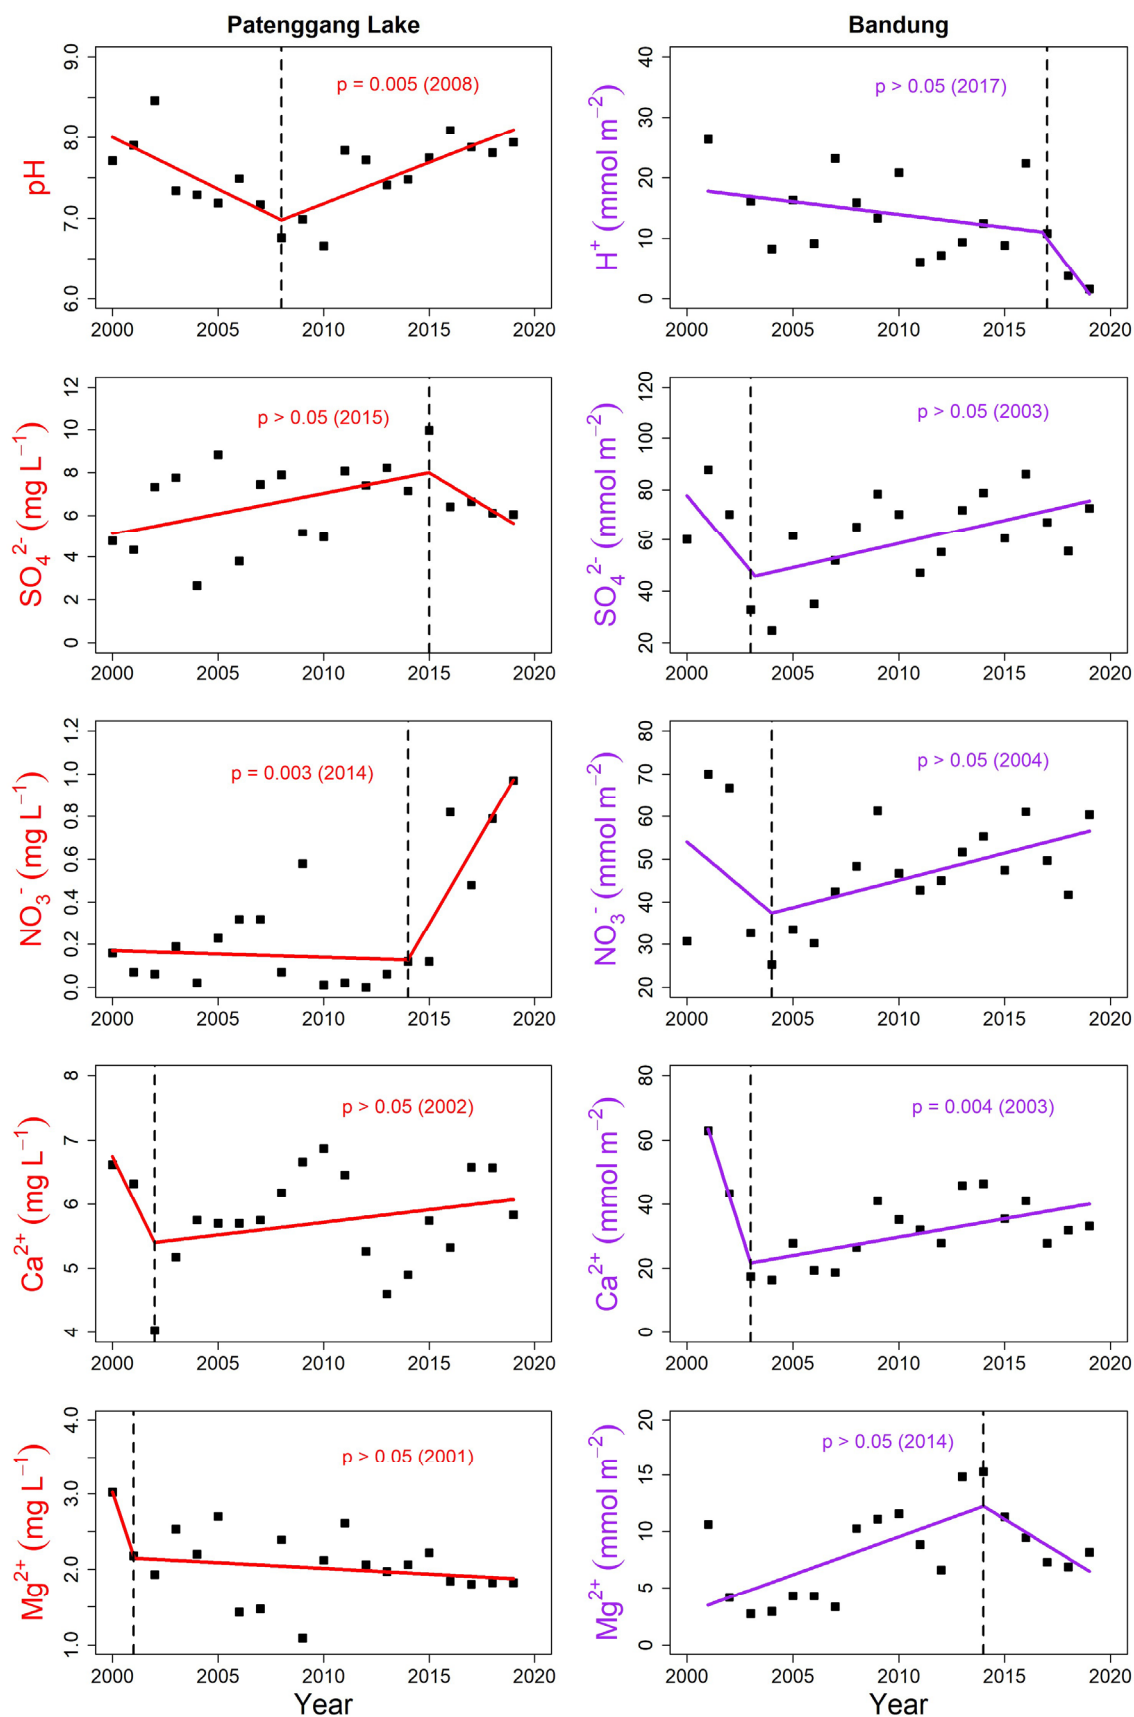 Patenggang Lake
Bandung
pH
9.0
8.0
7.0
6.0
p = 0.005 (2008)
2000 2005 2010 2015 2020
H⁺ (mmol m⁻²)
40
30
20
10
0
p > 0.05 (2017)
2000 2005 2010 2015 2020
SO₄²⁻ (mg L⁻¹)
12
10
8
6
4
2
0
p > 0.05 (2015)
2000 2005 2010 2015 2020
SO₄²⁻ (mmol m⁻²)
120
100
80
60
40
20
p > 0.05 (2003)
2000 2005 2010 2015 2020
NO₃⁻ (mg L⁻¹)
1.2
1.0
0.8
0.6
0.4
0.2
0.0
p = 0.003 (2014)
2000 2005 2010 2015 2020
NO₃⁻ (mmol m⁻²)
80
70
60
50
40
30
20
p > 0.05 (2004)
2000 2005 2010 2015 2020
Ca²⁺ (mg L⁻¹)
8
7
6
5
4
p > 0.05 (2002)
2000 2005 2010 2015 2020
Ca²⁺ (mmol m⁻²)
80
60
40
20
0
p = 0.004 (2003)
2000 2005 2010 2015 2020
Mg²⁺ (mg L⁻¹)
4.0
3.0
2.0
1.0
p > 0.05 (2001)
2000 2005 2010 2015 2020
Year
Mg²⁺ (mmol m⁻²)
20
15
10
5
0
p > 0.05 (2014)
2000 2005 2010 2015 2020
Year